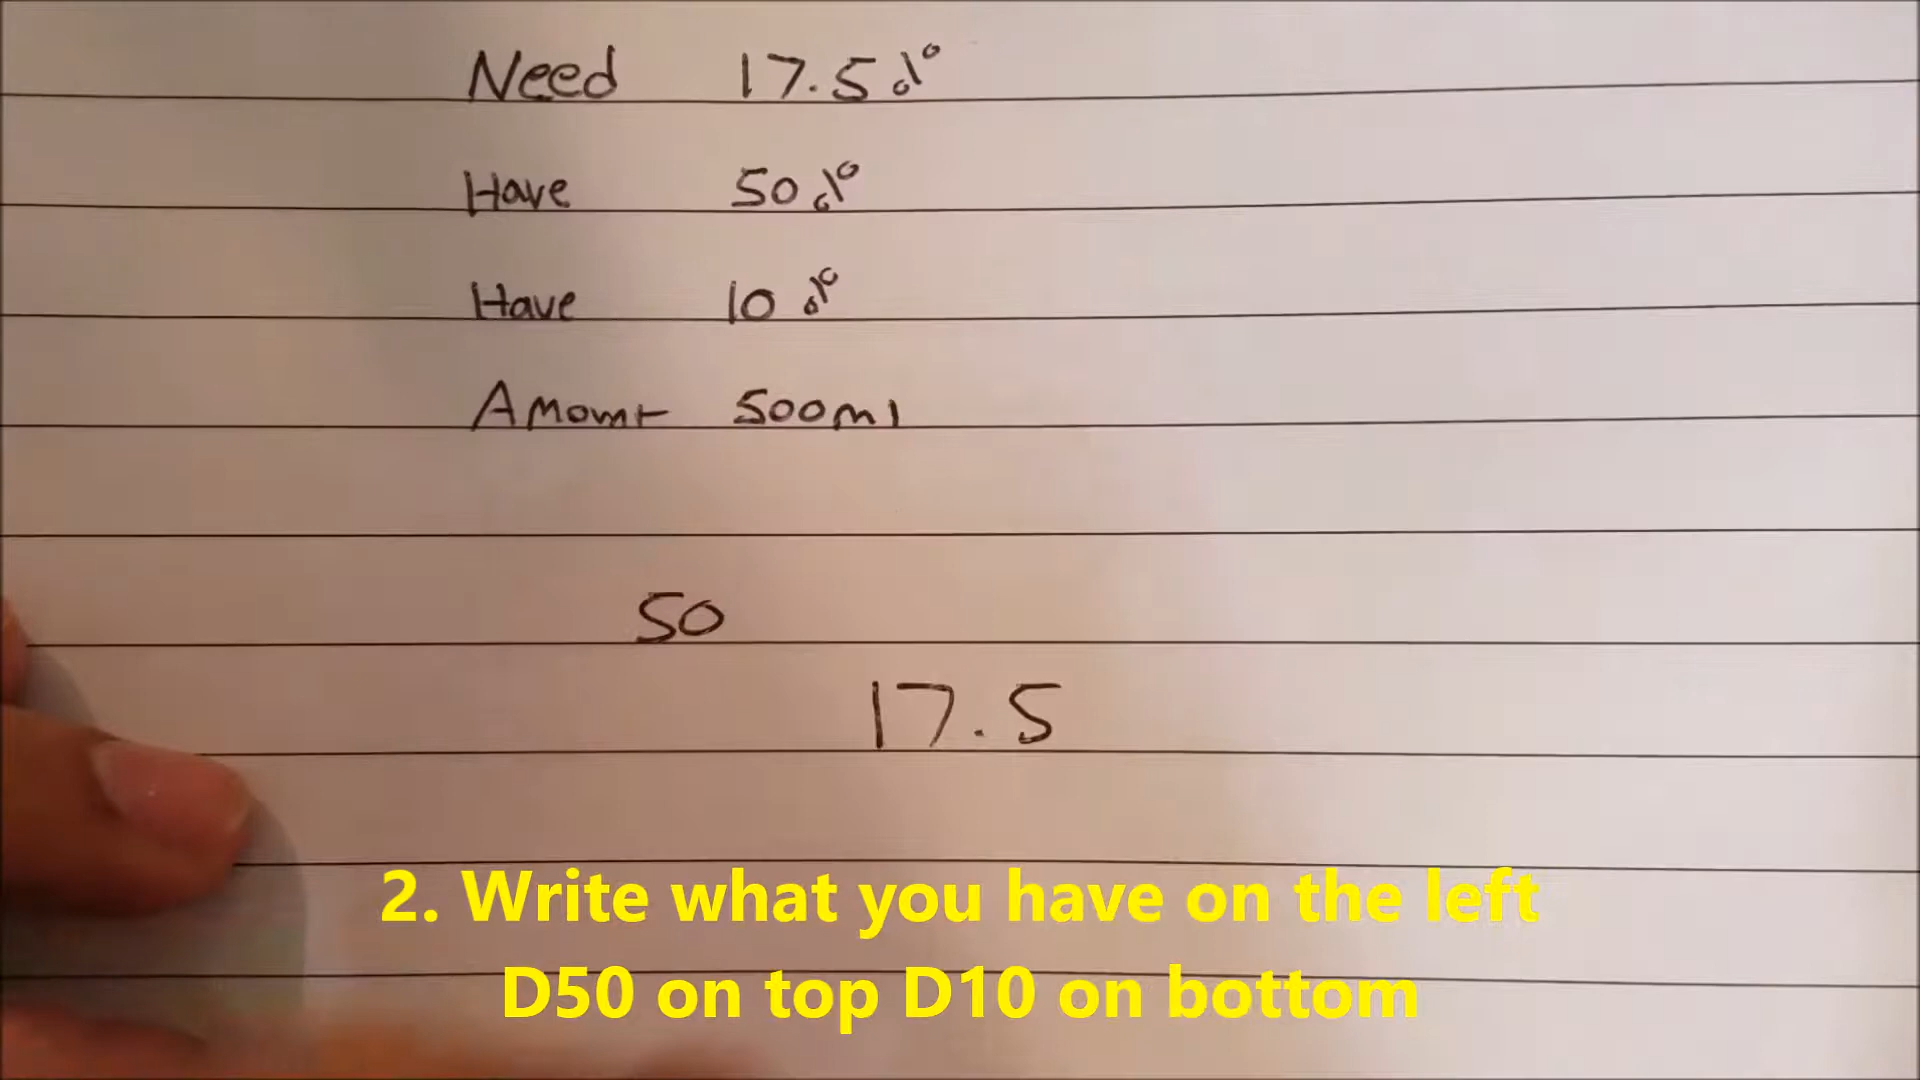 Need 17.5%
Have 50%
Have 10%
Amount 500ml
50
17.5
2. Write what you have on the left
D50 on top D10 on bottom